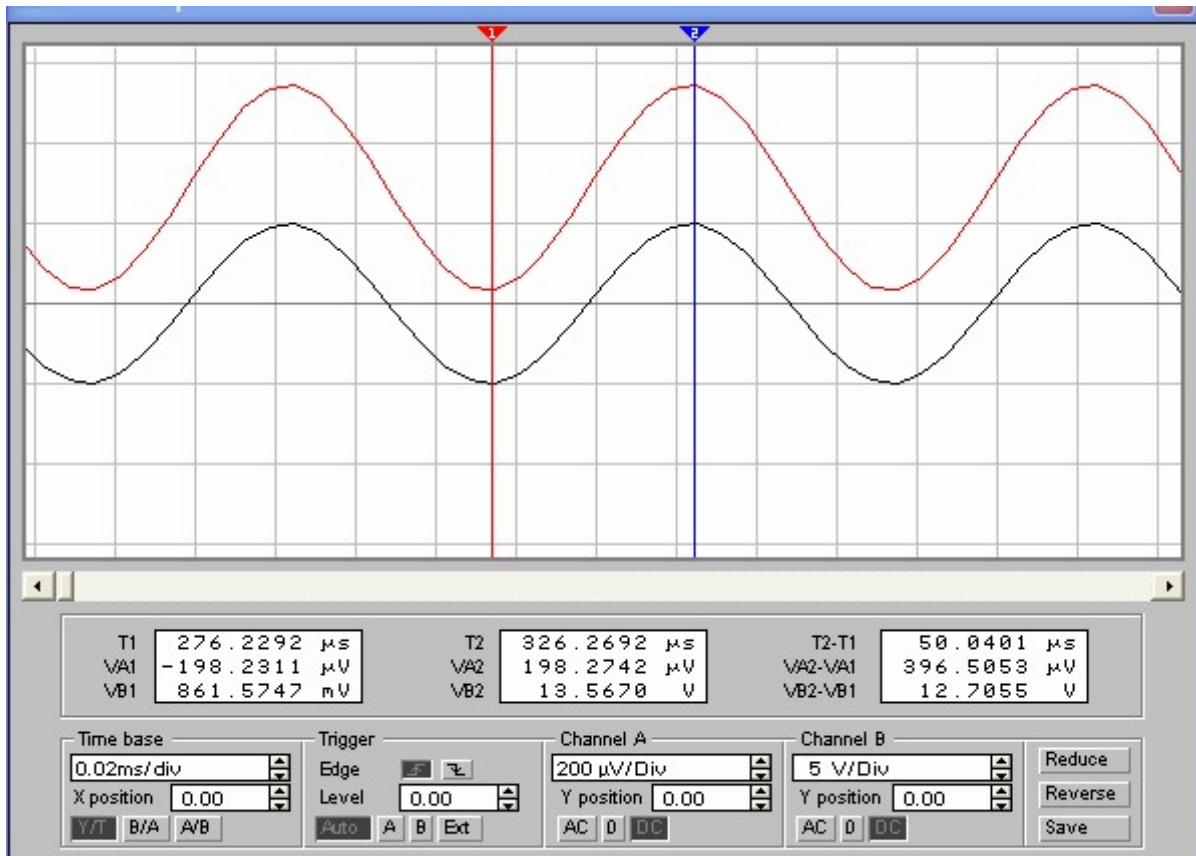 1 2
T1 276.2292 μs T2 326.2692 μs T2-T1 50.0401 μs
VA1 -198.2311 μV VA2 198.2742 μV VA2-VA1 396.5053 μV
VB1 861.5747 mV VB2 13.5670 V VB2-VB1 12.7055 V
Time base Trigger Channel A Channel B
0.02ms/div Edge 200 μV/Div 5 V/Div Reduce
X position 0.00 Level 0.00 Y position 0.00 Y position 0.00 Reverse
Y/T B/A A/B Auto A B Ext AC 0 DC AC 0 DC Save